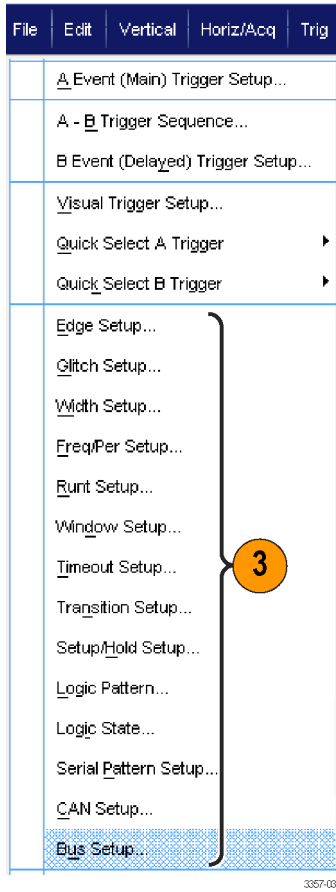 File Edit Vertical Horiz/Acq Trig
A Event (Main) Trigger Setup...
A - B Trigger Sequence...
B Event (Delayed) Trigger Setup...
Visual Trigger Setup...
Quick Select A Trigger
Quick Select B Trigger
Edge Setup...
Glitch Setup...
Width Setup...
Freq/Per Setup...
Runt Setup...
Window Setup...
Timeout Setup...
3
Transition Setup...
Setup/Hold Setup...
Logic Pattern...
Logic State...
Serial Pattern Setup...
CAN Setup...
Bus Setup...
3357-03